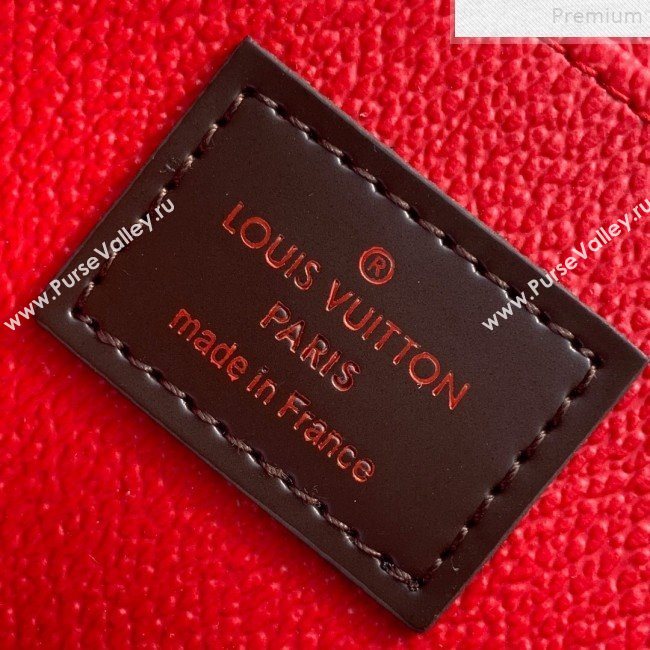 Premium
®
LOUIS VUITTON
PARIS
made in France
www.PurseValley.ru
www.PurseValley.ru